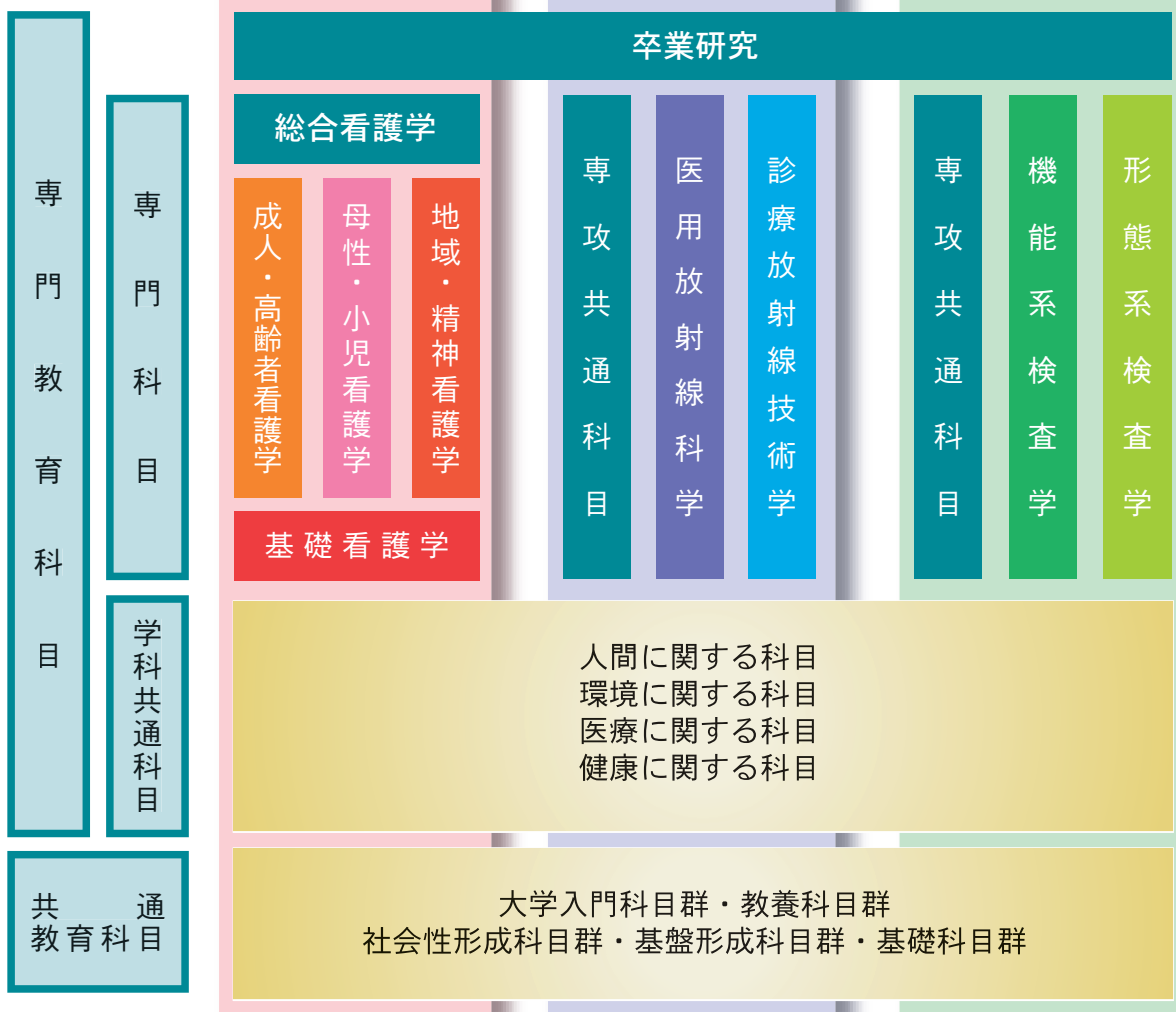 専門教育科目
専門科目
学科共通科目
共通
教育科目
卒業研究
総合看護学
成人・高齢者看護学
母性・小児看護学
地域・精神看護学
基礎看護学
専攻共通科目
医用放射線科学
診療放射線技術学
専攻共通科目
機能系検査学
形態系検査学
人間に関する科目
環境に関する科目
医療に関する科目
健康に関する科目
大学入門科目群・教養科目群
社会性形成科目群・基盤形成科目群・基礎科目群